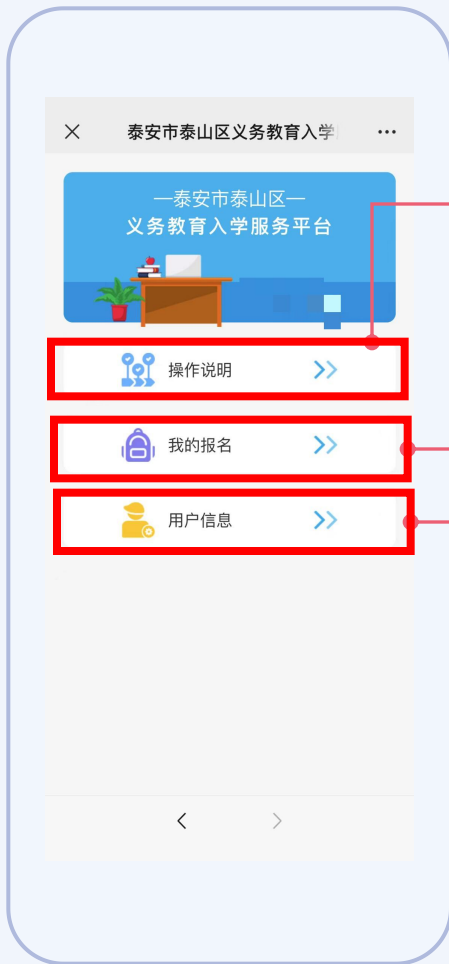 泰安市泰山区义务教育入学
—泰安市泰山区—
义务教育入学服务平台
操作说明
我的报名
用户信息